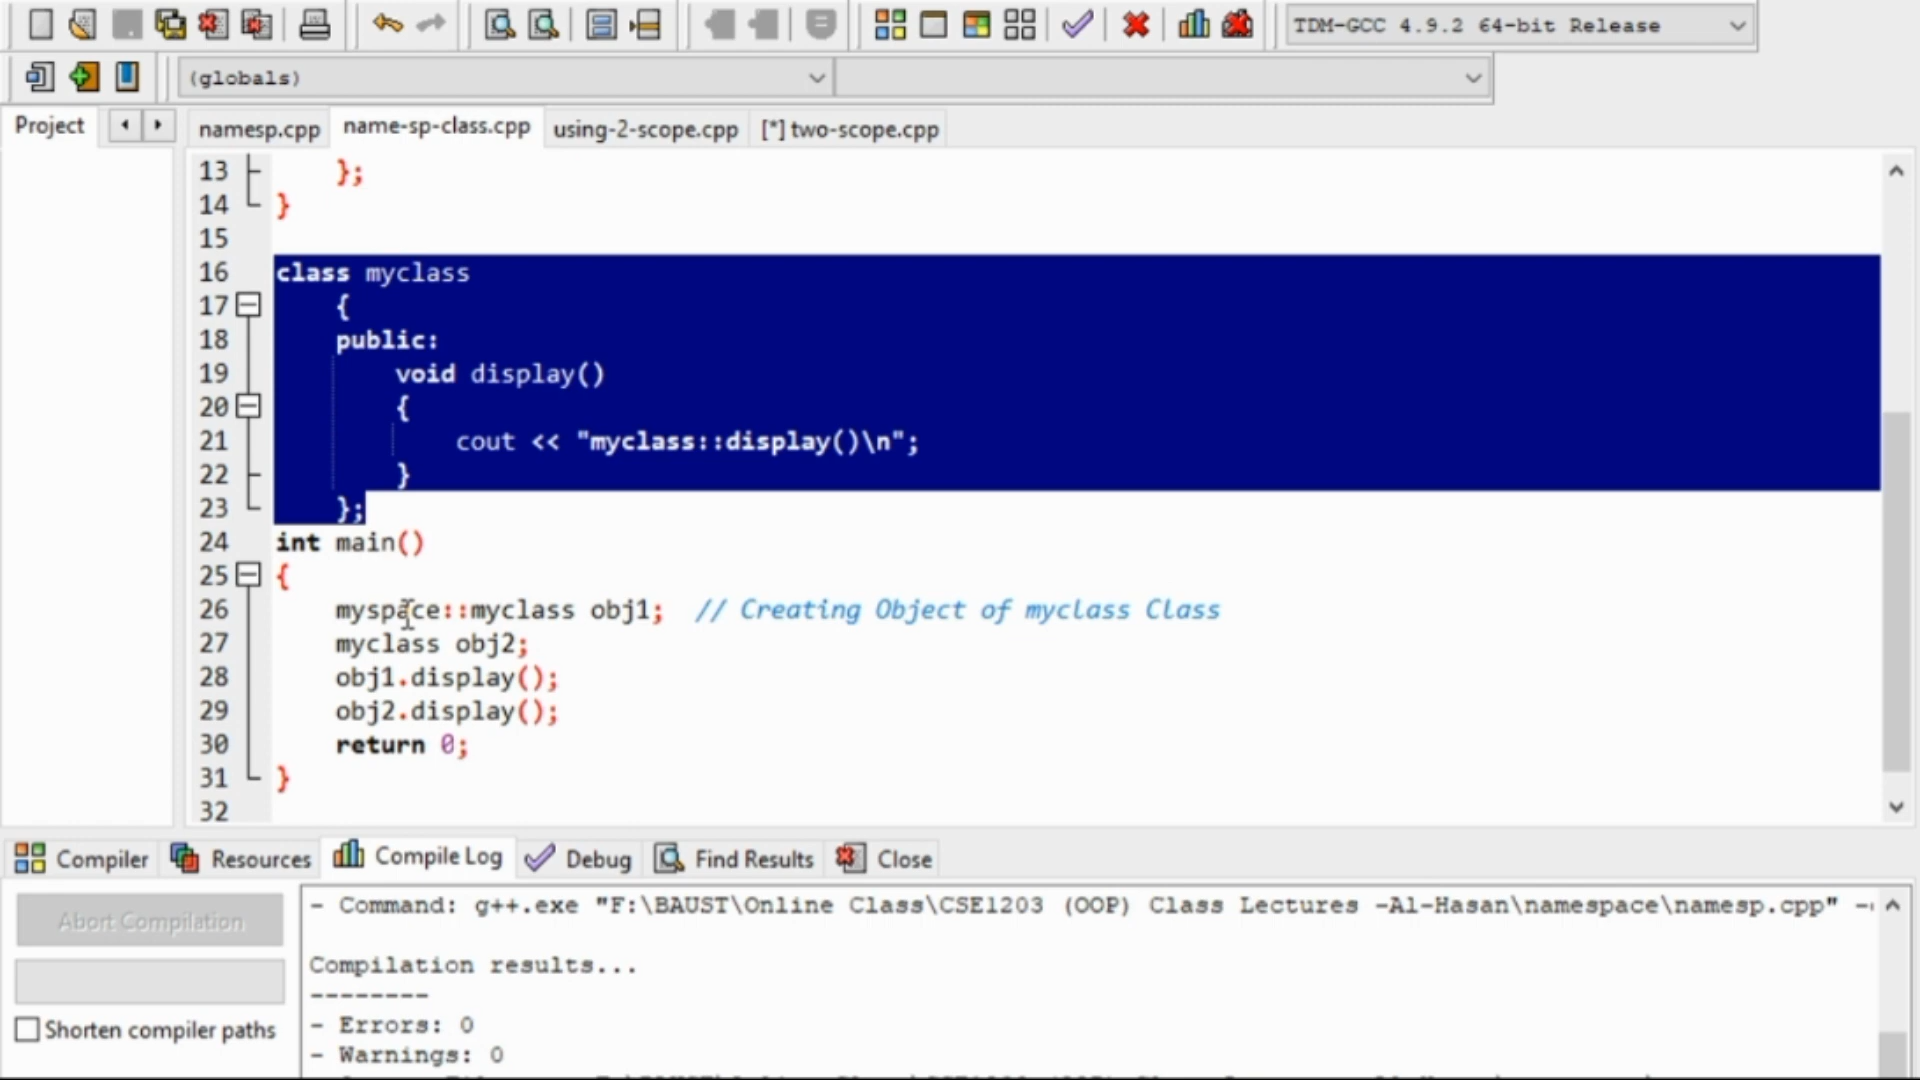 TDM-GCC 4.9.2 64-bit Release
(globals)
Project
namesp.cpp name-sp-class.cpp using-2-scope.cpp [*] two-scope.cpp
13 };
14 }
15
16 class myclass
17 {
18 public:
19 void display()
20 {
21 cout << "myclass::display()\n";
22 }
23 };
24 int main()
25 {
26 myspace::myclass obj1; // Creating Object of myclass Class
27 myclass obj2;
28 obj1.display();
29 obj2.display();
30 return 0;
31 }
32
Compiler Resources Compile Log Debug Find Results Close
Abort Compilation
Shorten compiler paths
- Command: g++.exe "F:\BAUST\Online Class\CSE1203 (OOP) Class Lectures -Al-Hasan\namespace\namesp.cpp" -
Compilation results...
--------
- Errors: 0
- Warnings: 0